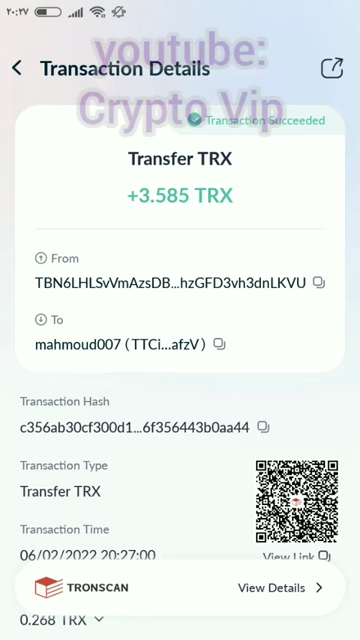 ٢٠:٢٧
youtube:
Transaction Details
Crypto Vip
Transaction Succeeded
Transfer TRX
+3.585 TRX
From
TBN6LHLSvVmAzsDB...hzGFD3vh3dnLKVU
To
mahmoud007 ( TTCi...afzV )
Transaction Hash
c356ab30cf300d1...6f356443b0aa44
Transaction Type
Transfer TRX
Transaction Time
06/02/2022 20:27:00
View Link
TRONSCAN
View Details
0.268 TRX